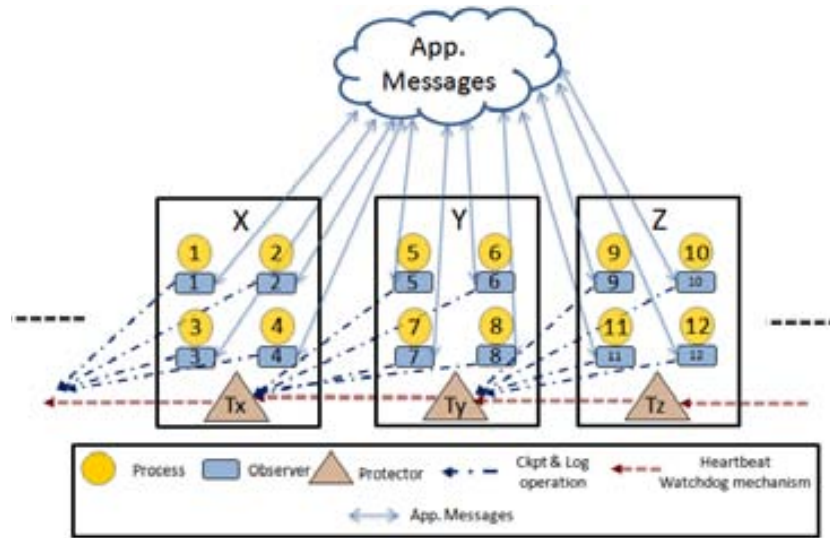 App.
Messages
X
Y
Z
1
2
5
6
9
10
1
2
5
6
9
10
3
4
7
8
11
12
3
4
7
8
11
12
Tx
Ty
Tz
Process
Observer
Protector
Ckpt & Log
operation
Heartbeat
Watchdog mechanism
App. Messages